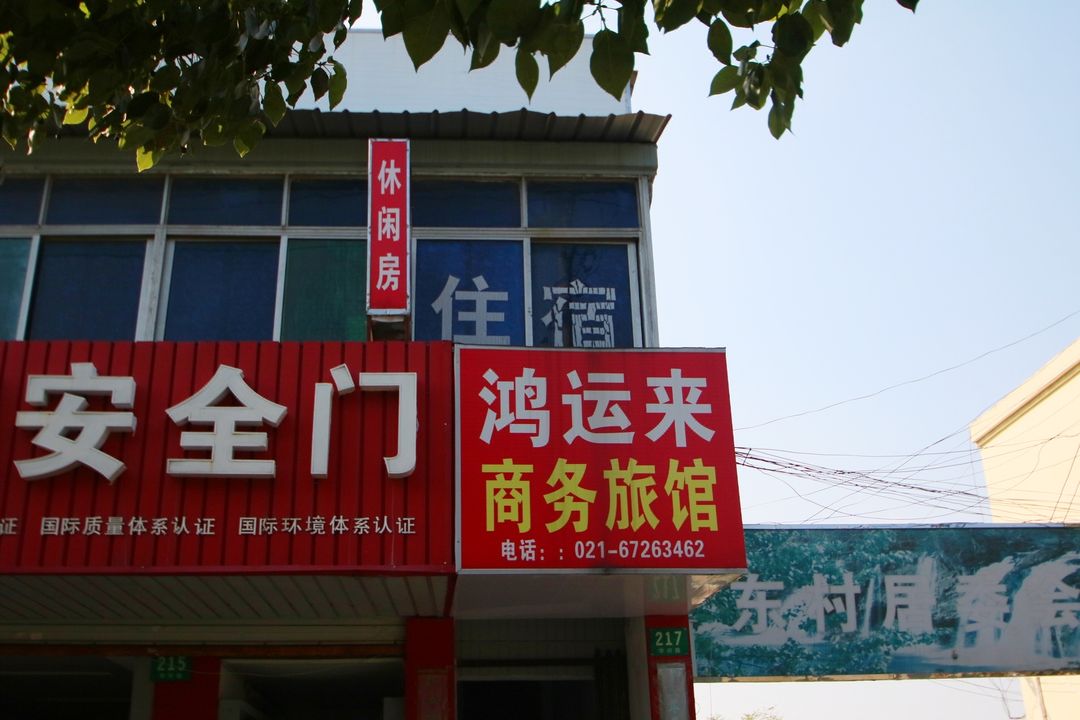 休闲房
住宿
安全门
证 国际质量体系认证 国际环境体系认证
鸿运来
商务旅馆
电话：：021-67263462
215
217
东村居委会